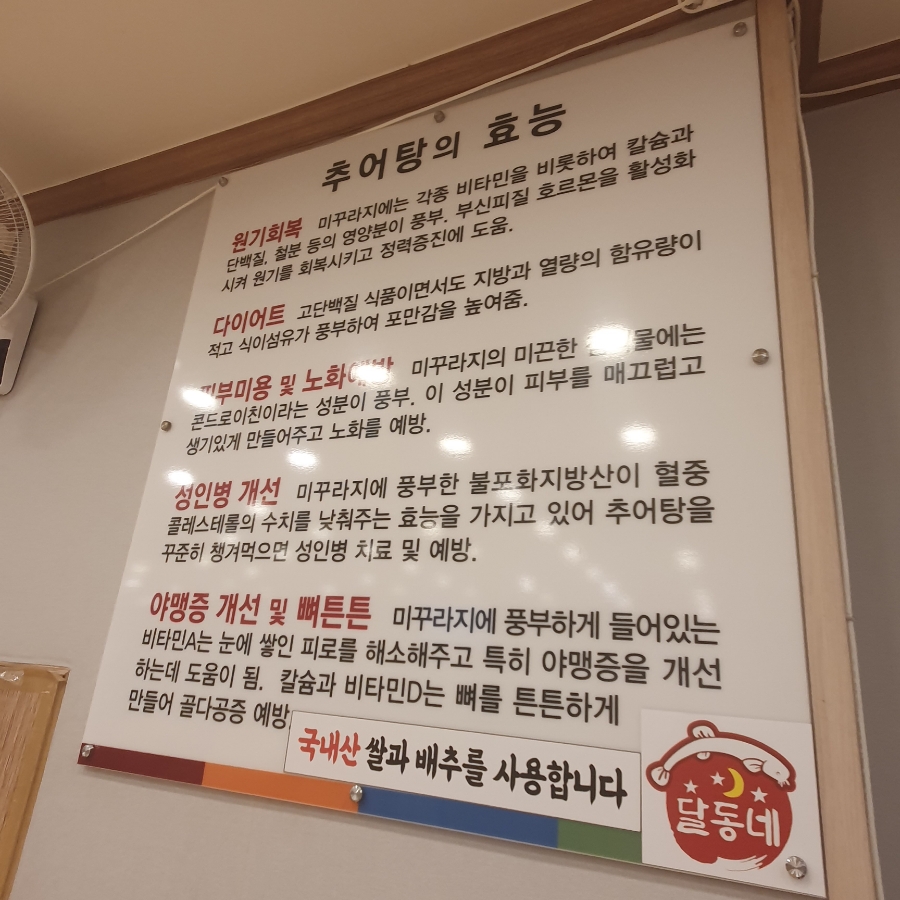 추어탕의 효능
원기회복 미꾸라지에는 각종 비타민을 비롯하여 칼슘과
단백질, 철분 등의 영양분이 풍부. 부신피질 호르몬을 활성화
시켜 원기를 회복시키고 정력증진에 도움.
다이어트 고단백질 식품이면서도 지방과 열량의 함유량이
적고 식이섬유가 풍부하여 포만감을 높여줌.
피부미용 및 노화예방 미꾸라지의 미끈한
콘드로이친이라는 성분이 풍부. 이 성분이 피부를 매끄럽고
생기있게 만들어주고 노화를 예방.
성인병 개선 미꾸라지에 풍부한 불포화지방산이 혈중
콜레스테롤의 수치를 낮춰주는 효능을 가지고 있어 추어탕을
꾸준히 챙겨먹으면 성인병 치료 및 예방.
야맹증 개선 및 뼈튼튼 미꾸라지에 풍부하게 들어있는
비타민A는 눈에 쌓인 피로를 해소해주고 특히 야맹증을 개선
하는데 도움이 됨. 칼슘과 비타민D는 뼈를 튼튼하게
만들어 골다공증 예방
국내산 쌀과 배추를 사용합니다
달동네